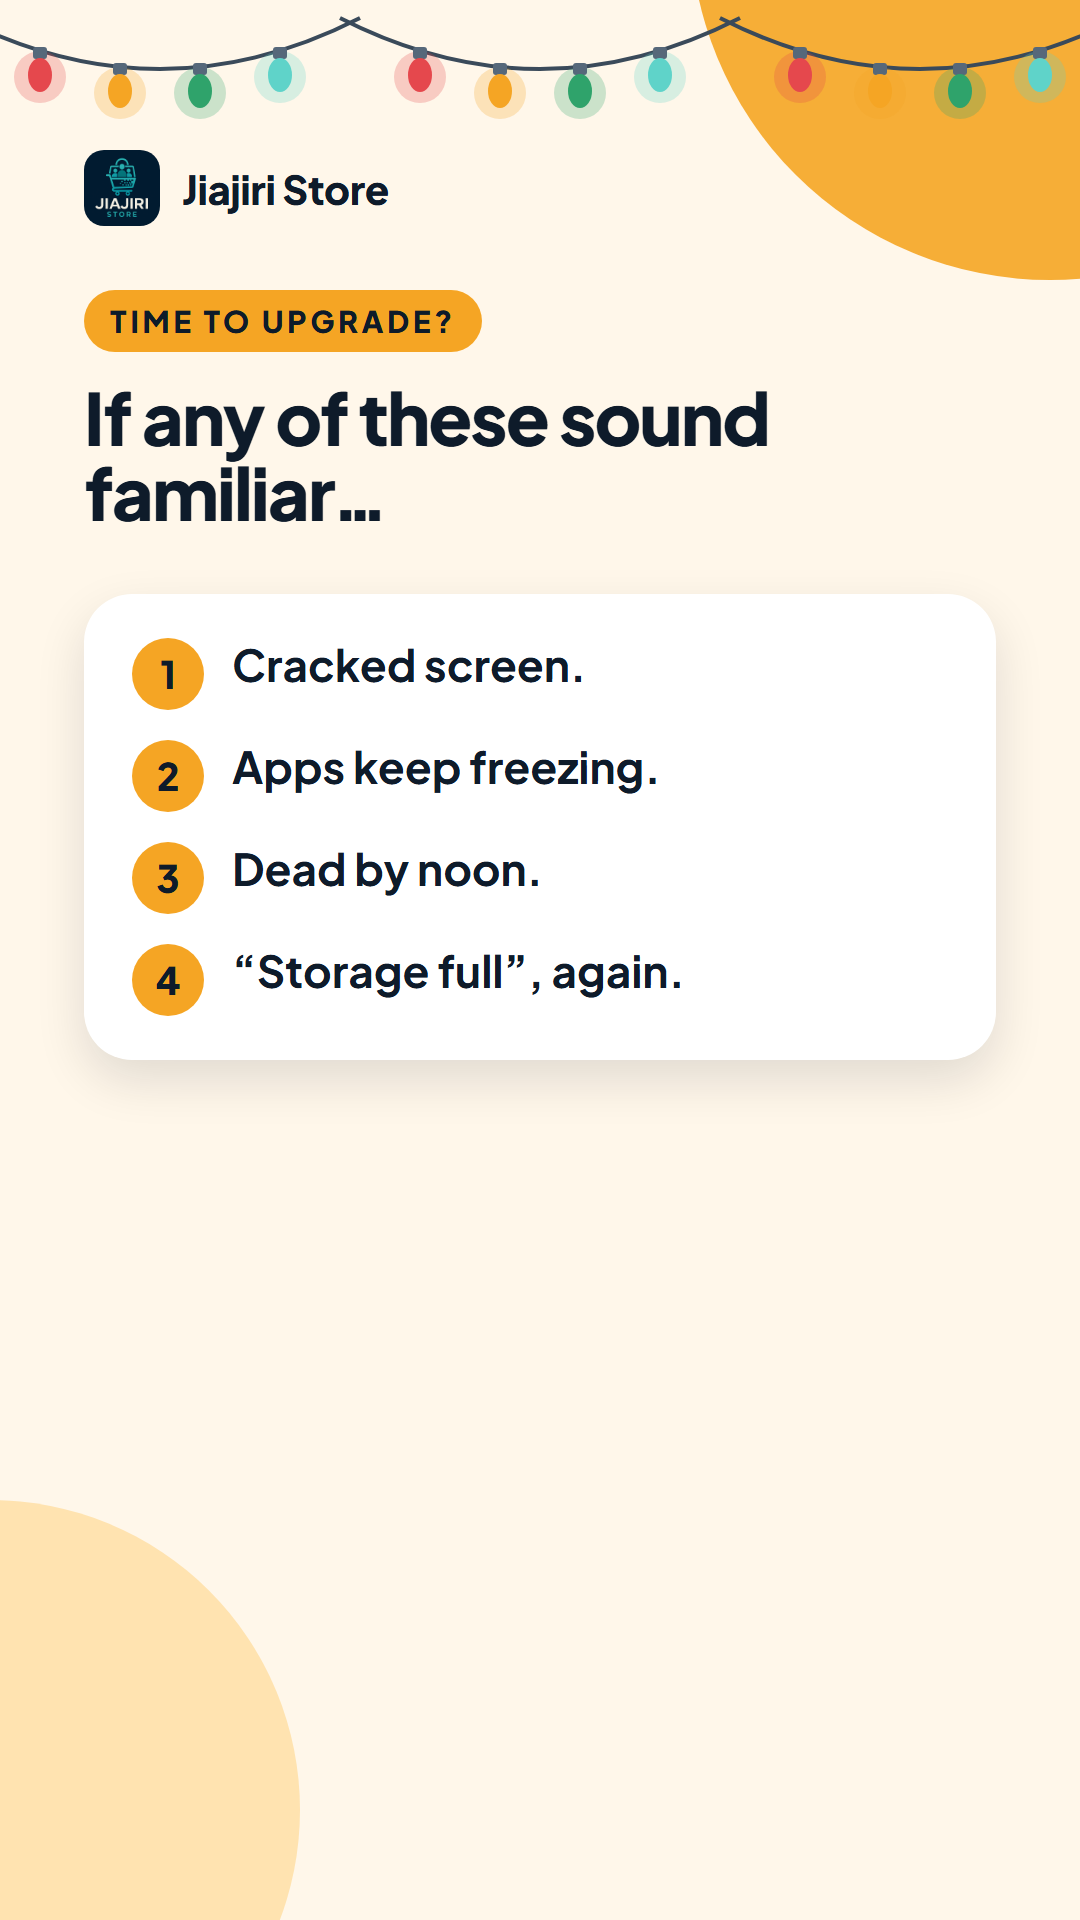 JIAJIRI
STORE
Jiajiri Store
TIME TO UPGRADE?
If any of these sound
familiar...
1 Cracked screen.
2 Apps keep freezing.
3 Dead by noon.
4 “Storage full”, again.